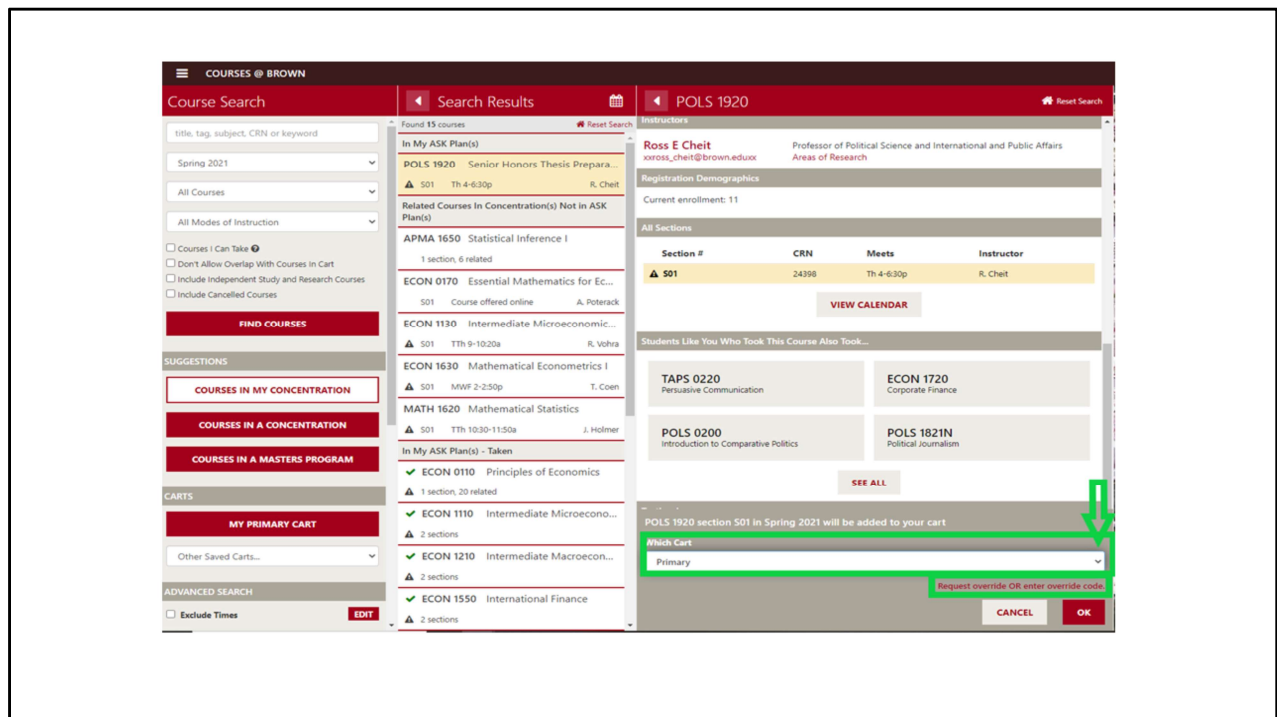 COURSES @ BROWN
Course Search
title, tag, subject, CRN or keyword
Spring 2021
All Courses
All Modes of Instruction
Courses I Can Take
Don't Allow Overlap With Courses In Cart
Include Independent Study and Research Courses
Include Cancelled Courses
FIND COURSES
SUGGESTIONS
COURSES IN MY CONCENTRATION
COURSES IN A CONCENTRATION
COURSES IN A MASTERS PROGRAM
CARTS
MY PRIMARY CART
Other Saved Carts...
ADVANCED SEARCH
Exclude Times EDIT
Search Results
Found 15 courses Reset Search
In My ASK Plan(s)
POLS 1920 Senior Honors Thesis Prepara...
S01 Th 4-6:30p R. Cheit
Related Courses In Concentration(s) Not in ASK
Plan(s)
APMA 1650 Statistical Inference I
1 section, 6 related
ECON 0170 Essential Mathematics for Ec...
S01 Course offered online A. Poterack
ECON 1130 Intermediate Microeconomic...
S01 TTh 9-10:20a R. Vohra
ECON 1630 Mathematical Econometrics I
S01 MWF 2-2:50p T. Coen
MATH 1620 Mathematical Statistics
S01 TTh 10:30-11:50a J. Holmer
In My ASK Plan(s) - Taken
ECON 0110 Principles of Economics
1 section, 20 related
ECON 1110 Intermediate Microecono...
2 sections
ECON 1210 Intermediate Macroecon...
2 sections
ECON 1550 International Finance
2 sections
POLS 1920 Reset Search
Instructors
Ross E Cheit Professor of Political Science and International and Public Affairs
xxross_cheit@brown.eduxx Areas of Research
Registration Demographics
Current enrollment: 11
All Sections
Section # CRN Meets Instructor
S01 24398 Th 4-6:30p R. Cheit
VIEW CALENDAR
Students Like You Who Took This Course Also Took...
TAPS 0220 ECON 1720
Persuasive Communication Corporate Finance
POLS 0200 POLS 1821N
Introduction to Comparative Politics Political Journalism
SEE ALL
POLS 1920 section S01 in Spring 2021 will be added to your cart
Which Cart
Primary
Request override OR enter override code.
CANCEL OK